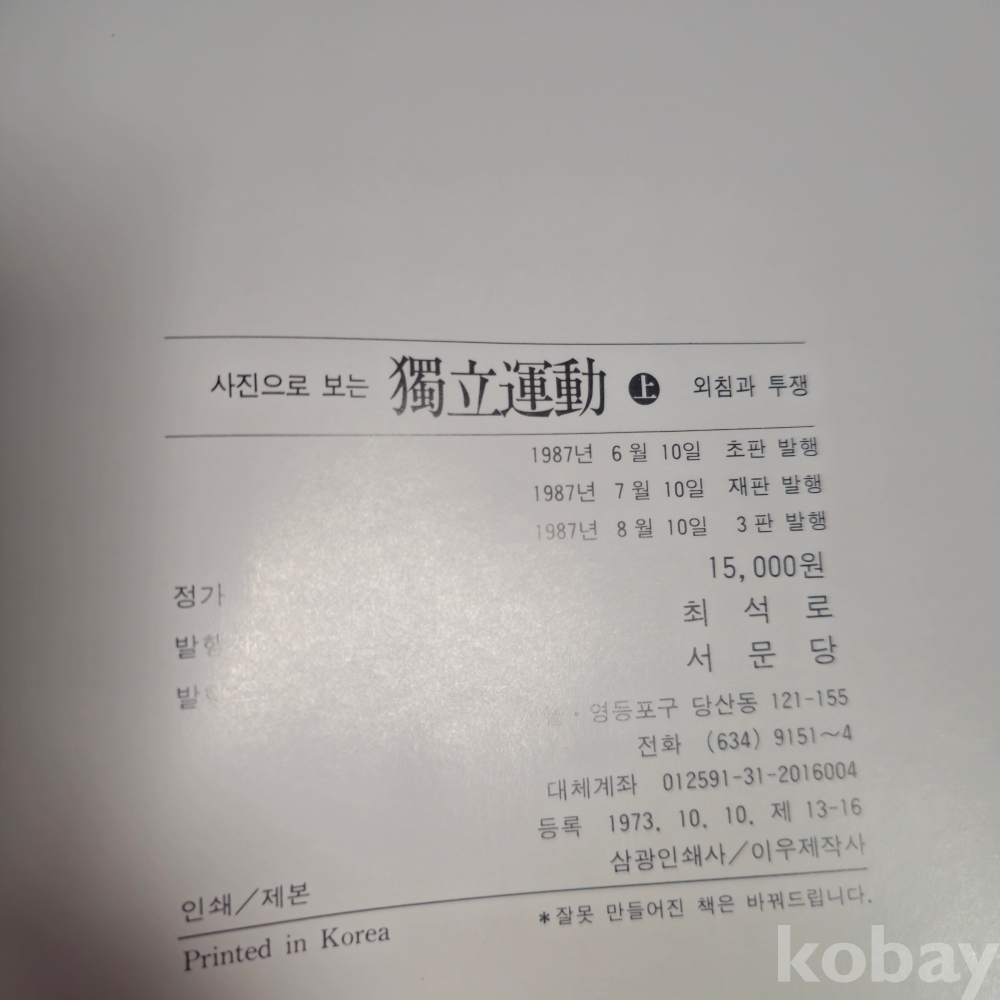 사진으로 보는 獨立運動 上 외침과 투쟁
1987년 6월 10일 초판 발행
1987년 7월 10일 재판 발행
1987년 8월 10일 3판 발행
정가 15,000원
최 석 로
서 문 당
영등포구 당산동 121-155
전화 (634) 9151~4
대체계좌 012591-31-2016004
등록 1973. 10. 10. 제 13-16
인쇄/제본 삼광인쇄사/이우제작사
Printed in Korea *잘못 만들어진 책은 바꿔드립니다.
kobay